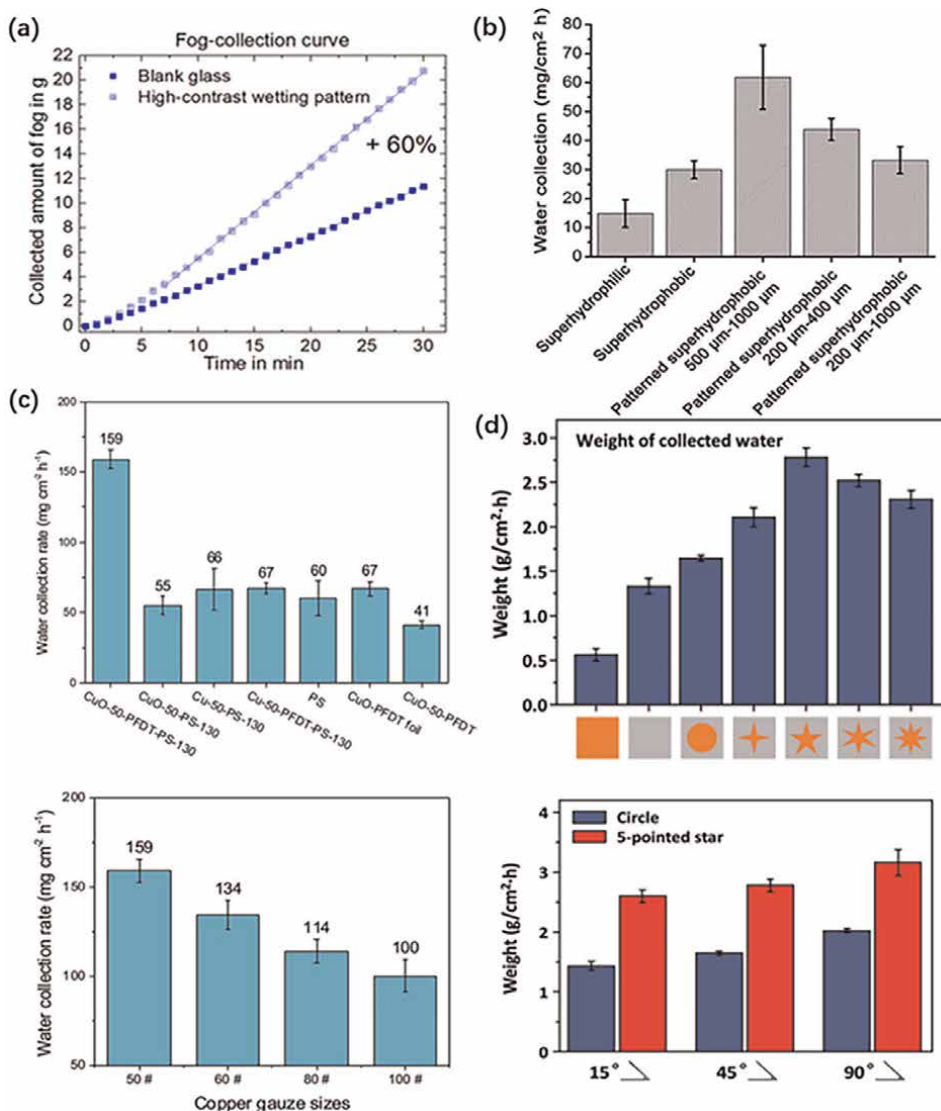 (a)
Fog-collection curve
Collected amount of fog in g
22
20
18
16
14
12
10
8
6
4
2
0
Blank glass
High-contrast wetting pattern
+ 60%
0
5
10
15
20
25
30
Time in min
(b)
Water collection (mg/cm² h)
80
70
60
50
40
30
20
10
0
Superhydrophilic
Superhydrophobic
Patterned superhydrophobic
500 µm-1000 µm
Patterned superhydrophobic
200 µm-400 µm
Patterned superhydrophobic
200 µm-1000 µm
(c)
Water collection rate (mg cm⁻² h⁻¹)
200
150
100
50
0
159
55
66
67
60
67
41
CuO-50-PFDT-PS-130
CuO-50-PS-130
Cu-50-PS-130
Cu-50-PFDT-PS-130
PS
CuO-PFDT foil
CuO-50-PFDT
(d)
Weight of collected water
Weight (g/cm²·h)
3.0
2.5
2.0
1.5
1.0
0.5
0.0
Water collection rate (mg cm⁻² h⁻¹)
200
150
100
50
159
134
114
100
50 #
60 #
80 #
100 #
Copper gauze sizes
Weight (g/cm²·h)
4
3
2
1
0
Circle
5-pointed star
15°
45°
90°